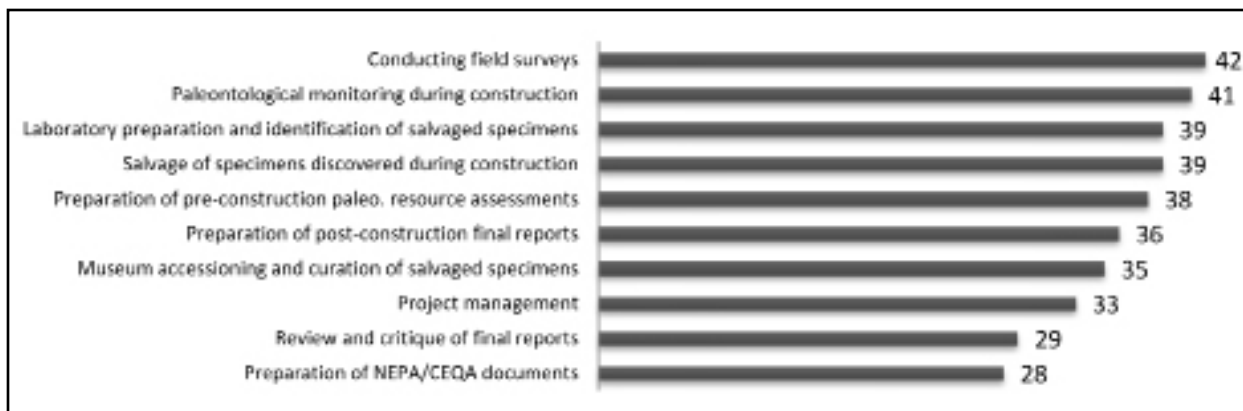 Conducting field surveys 42
Paleontological monitoring during construction 41
Laboratory preparation and identification of salvaged specimens 39
Salvage of specimens discovered during construction 39
Preparation of pre-construction paleo. resource assessments 38
Preparation of post-construction final reports 36
Museum accessioning and curation of salvaged specimens 35
Project management 33
Review and critique of final reports 29
Preparation of NEPA/CEQA documents 28